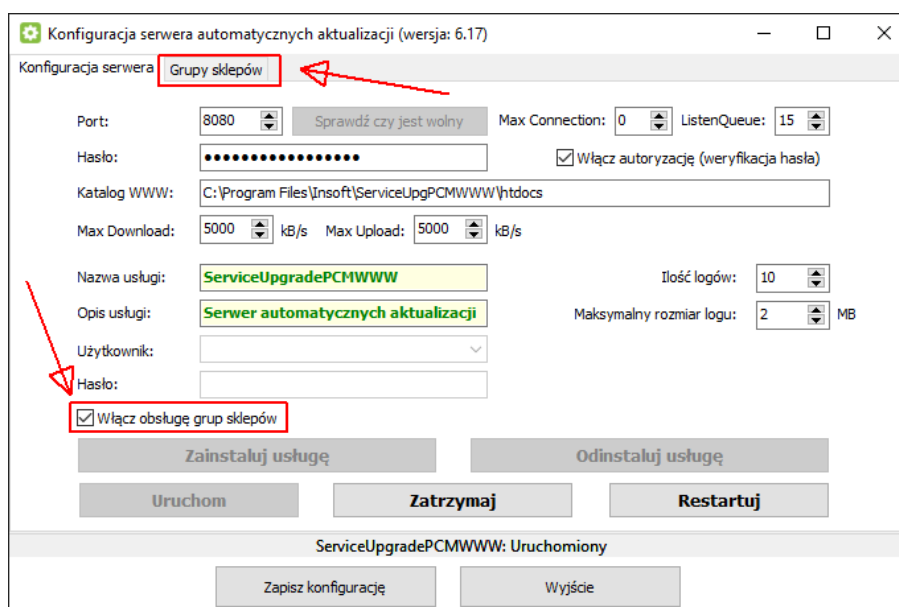 Konfiguracja serwera automatycznych aktualizacji (wersja: 6.17)
Konfiguracja serwera Grupy sklepów
Port: 8080 Sprawdź czy jest wolny Max Connection: 0 ListenQueue: 15
Hasło: ••••••••••••••••• Włącz autoryzację (weryfikacja hasła)
Katalog WWW: C:\Program Files\Insoft\ServiceUpgPCMWWW\htdocs
Max Download: 5000 kB/s Max Upload: 5000 kB/s
Nazwa usługi: ServiceUpgradePCMWWW Ilość logów: 10
Opis usługi: Serwer automatycznych aktualizacji Maksymalny rozmiar logu: 2 MB
Użytkownik:
Hasło:
Włącz obsługę grup sklepów
Zainstaluj usługę Odinstaluj usługę
Uruchom Zatrzymaj Restartuj
ServiceUpgradePCMWWW: Uruchomiony
Zapisz konfigurację Wyjście